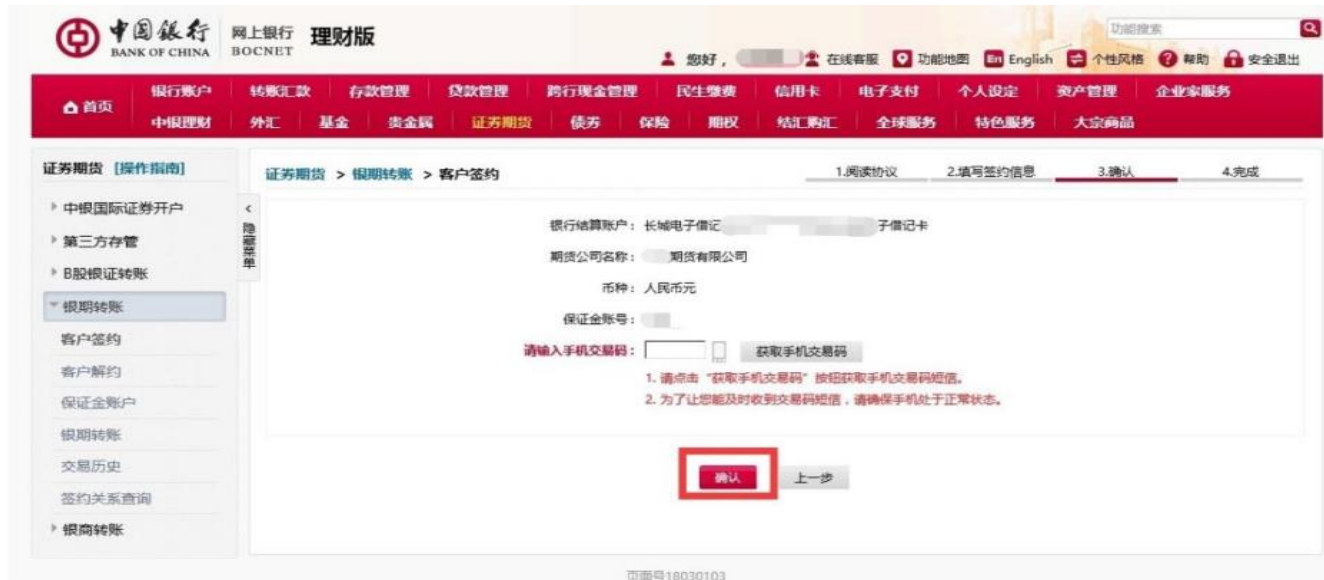 中国银行 网上银行 理财版
BANK OF CHINA BOCNET
功能搜索
您好， 在线客服 功能地图 En English 个性风格 帮助 安全退出
首页
银行账户 转账汇款 存款管理 贷款管理 跨行现金管理 民生缴费 信用卡 电子支付 个人设定 资产管理 企业家服务
中银理财 外汇 基金 贵金属 证券期货 债券 保险 期权 结汇购汇 全球服务 特色服务 大宗商品
证券期货 [操作指南]
中银国际证券开户
第三方存管
B股银证转账
银期转账
客户签约
客户解约
保证金账户
银期转账
交易历史
签约关系查询
银商转账
隐藏菜单
证券期货 > 银期转账 > 客户签约
1.阅读协议 2.填写签约信息 3.确认 4.完成
银行结算账户： 长城电子借记 子借记卡
期货公司名称： 期货有限公司
币种： 人民币元
保证金账号：
请输入手机交易码： 获取手机交易码
1. 请点击“获取手机交易码”按钮获取手机交易码短信。
2. 为了让您能及时收到交易码短信，请确保手机处于正常状态。
确认 上一步
页面号18030103